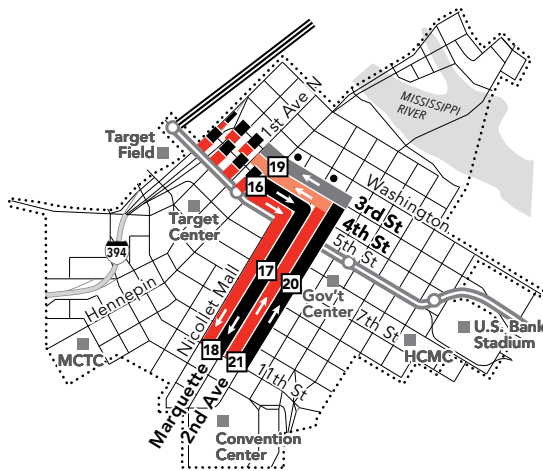 1st Ave N
MISSISSIPPI
RIVER
Target
Field
19
16
Washington
3rd St
4th St
5th St
Target
Center
394
17
20
Gov't
Center
Hennepin
Nicollet Mall
7th St
U.S. Bank
Stadium
HCMC
MCTC
18
21
11th St
Marquette
2nd Ave
Convention
Center